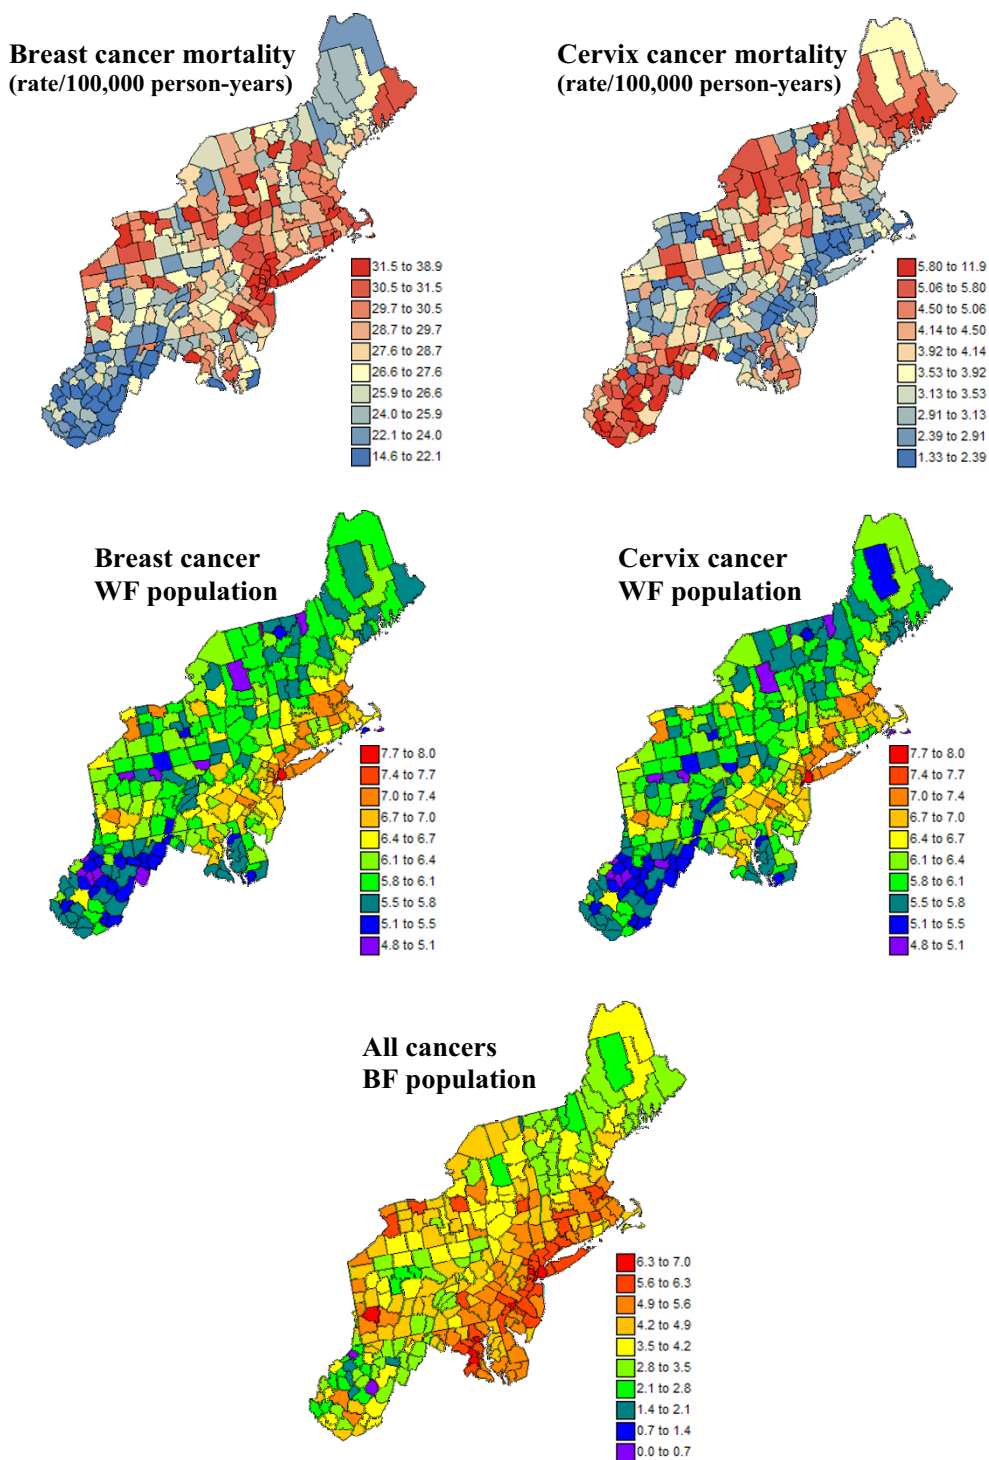 Breast cancer mortality
(rate/100,000 person-years)
Cervix cancer mortality
(rate/100,000 person-years)
31.5 to 38.9
30.5 to 31.5
29.7 to 30.5
28.7 to 29.7
27.6 to 28.7
26.6 to 27.6
25.9 to 26.6
24.0 to 25.9
22.1 to 24.0
14.6 to 22.1
5.80 to 11.9
5.06 to 5.80
4.50 to 5.06
4.14 to 4.50
3.92 to 4.14
3.53 to 3.92
3.13 to 3.53
2.91 to 3.13
2.39 to 2.91
1.33 to 2.39
Breast cancer
WF population
Cervix cancer
WF population
7.7 to 8.0
7.4 to 7.7
7.0 to 7.4
6.7 to 7.0
6.4 to 6.7
6.1 to 6.4
5.8 to 6.1
5.5 to 5.8
5.1 to 5.5
4.8 to 5.1
7.7 to 8.0
7.4 to 7.7
7.0 to 7.4
6.7 to 7.0
6.4 to 6.7
6.1 to 6.4
5.8 to 6.1
5.5 to 5.8
5.1 to 5.5
4.8 to 5.1
All cancers
BF population
6.3 to 7.0
5.6 to 6.3
4.9 to 5.6
4.2 to 4.9
3.5 to 4.2
2.8 to 3.5
2.1 to 2.8
1.4 to 2.1
0.7 to 1.4
0.0 to 0.7